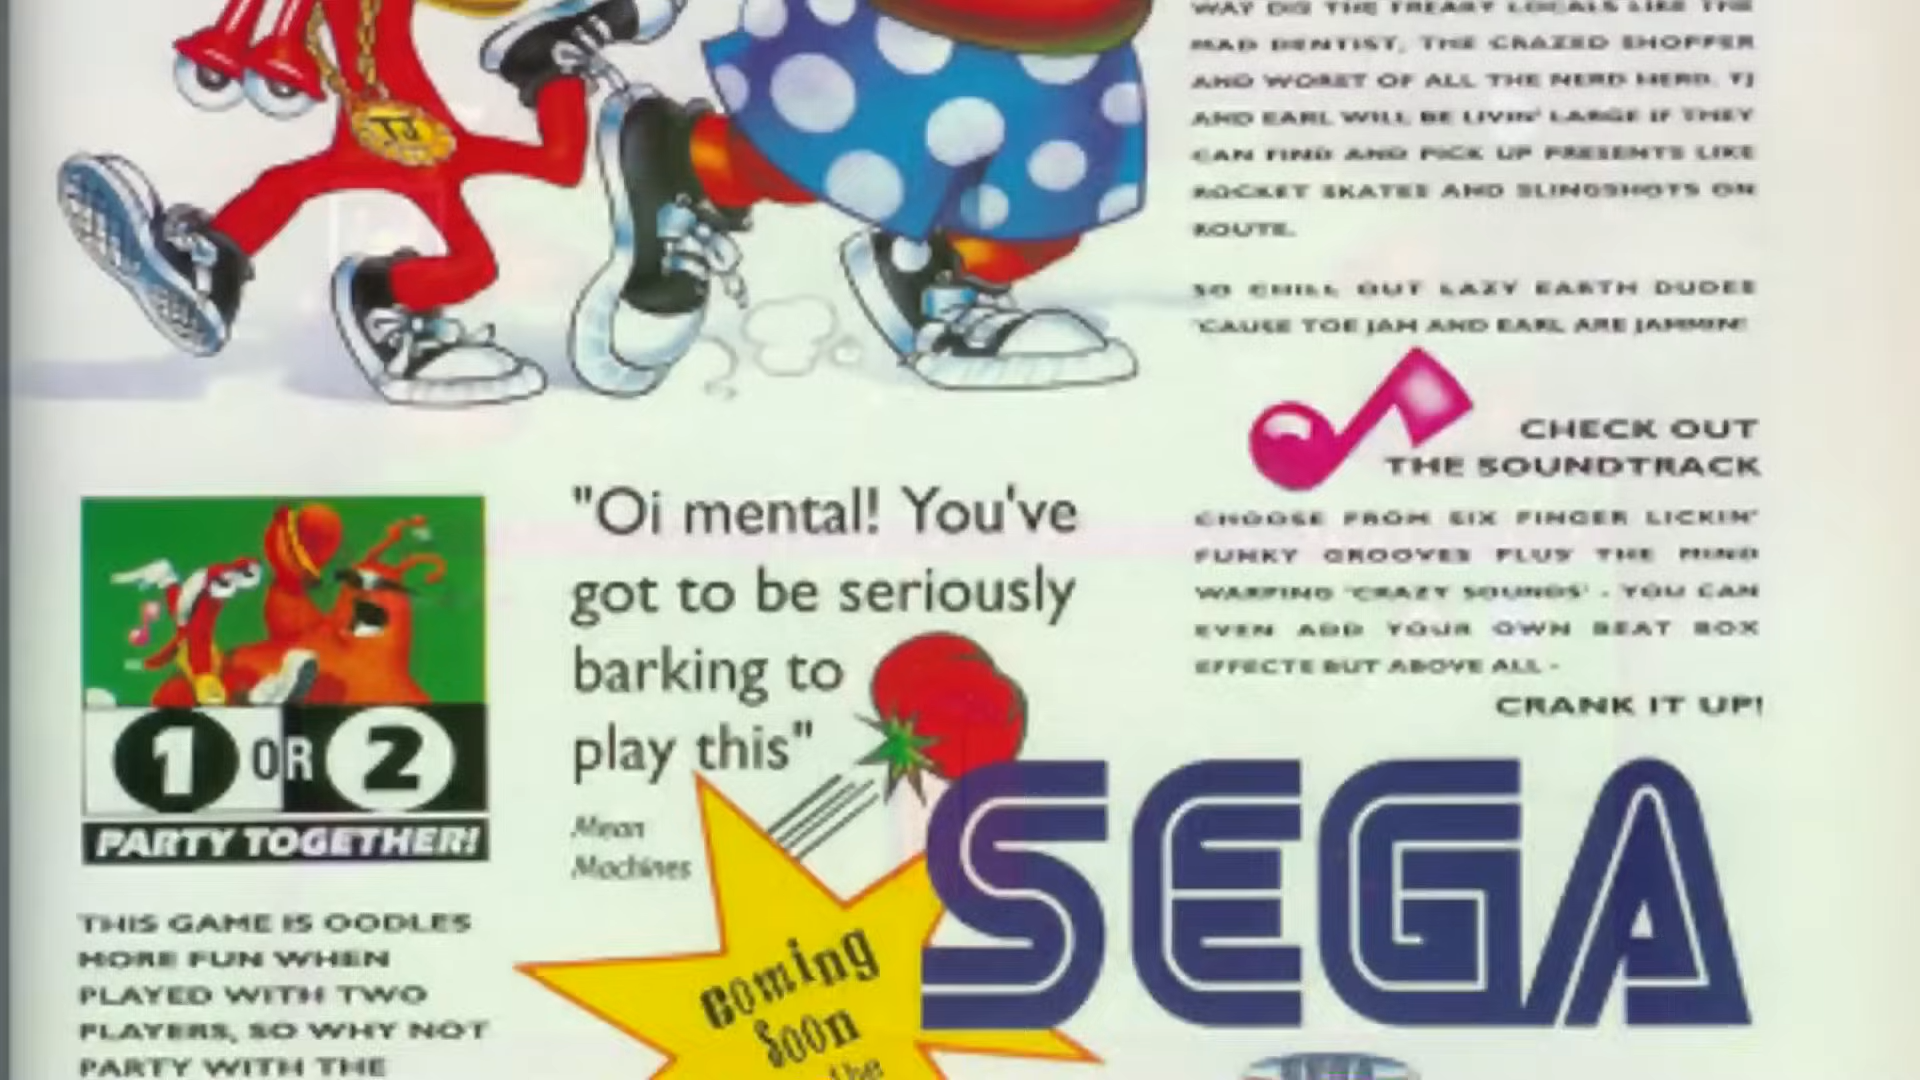 TJ
WAY DIG THE FREAKY LOCALS LIKE THE
MAD DENTIST, THE CRAZED SHOPPER
AND WORST OF ALL THE NERD HERD. TJ
AND EARL WILL BE LIVIN' LARGE IF THEY
CAN FIND AND PICK UP PRESENTS LIKE
ROCKET SKATES AND SLINGSHOTS ON
ROUTE.
SO CHILL OUT LAZY EARTH DUDES
'CAUSE TOE JAM AND EARL ARE JAMMIN!
CHECK OUT
THE SOUNDTRACK
CHOOSE FROM SIX FINGER LICKIN'
FUNKY GROOVES PLUS THE MIND
WARPING 'CRAZY SOUNDS' - YOU CAN
EVEN ADD YOUR OWN BEAT BOX
EFFECTS BUT ABOVE ALL -
CRANK IT UP!
"Oi mental! You've
got to be seriously
barking to
play this"
Mean
Machines
1 OR 2
PARTY TOGETHER!
THIS GAME IS OODLES
MORE FUN WHEN
PLAYED WITH TWO
PLAYERS, SO WHY NOT
PARTY WITH THE
coming
Soon
the
SEGA